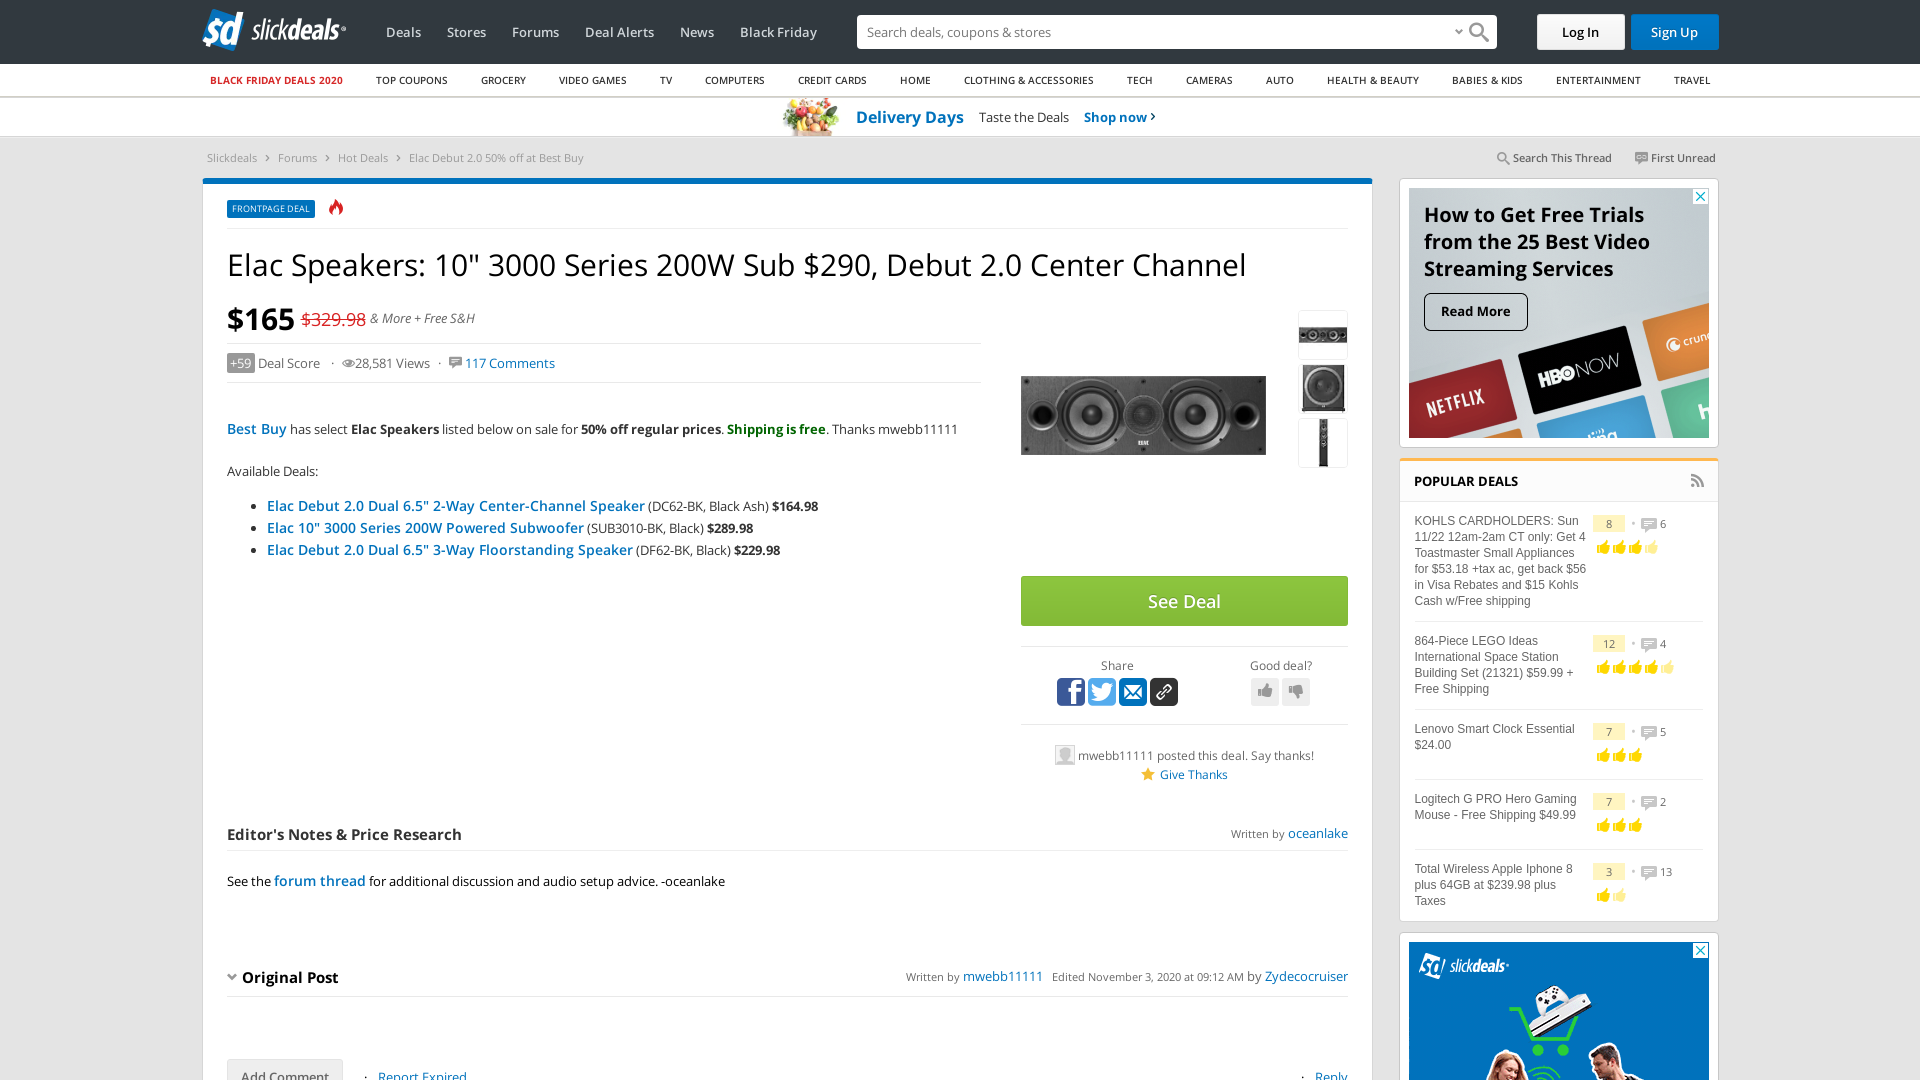 sd slickdeals
Deals Stores Forums Deal Alerts News Black Friday
Search deals, coupons & search
Log In Sign Up
BLACK FRIDAY DEALS 2020 TOP COUPONS GROCERY VIDEO GAMES TV COMPUTERS CREDIT CARDS HOME CLOTHING & ACCESSORIES TECH CAMERAS AUTO HEALTH & BEAUTY BABIES & KIDS ENTERTAINMENT TRAVEL
Delivery Days Taste the Deals Shop now
Slickdeals Forums Hot Deals Elac Debut 2.0 50% off at Best Buy
Search This Thread First Unread
FRONTPAGE DEAL
Elac Speakers: 10" 3000 Series 200W Sub $290, Debut 2.0 Center Channel
$165 $329.98 & More + Free S&H
+59 Deal Score · 28,581 Views · 117 Comments
Best Buy has select Elac Speakers listed below on sale for 50% off regular prices. Shipping is free. Thanks mwebb11111
Available Deals:
Elac Debut 2.0 Dual 6.5" 2-Way Center-Channel Speaker (DC62-BK, Black Ash) $164.98
Elac 10" 3000 Series 200W Powered Subwoofer (SUB3010-BK, Black) $289.98
Elac Debut 2.0 Dual 6.5" 3-Way Floorstanding Speaker (DF62-BK, Black) $229.98
ELAC
See Deal
Share
Good deal?
mwebb11111 posted this deal. Say thanks!
Give Thanks
Editor's Notes & Price Research
Written by oceanlake
See the forum thread for additional discussion and audio setup advice. -oceanlake
Original Post
Written by mwebb11111 Edited November 3, 2020 at 09:12 AM by Zydecocruiser
Add Comment
· Report Expired
· Reply
How to Get Free Trials
from the 25 Best Video
Streaming Services
Read More
NETFLIX
HBO NOW
POPULAR DEALS
KOHLS CARDHOLDERS: Sun
11/22 12am-2am CT only: Get 4
Toastmaster Small Appliances
for $53.18 +tax ac, get back $56
in Visa Rebates and $15 Kohls
Cash w/Free shipping
8 • 6
864-Piece LEGO Ideas
International Space Station
Building Set (21321) $59.99 +
Free Shipping
12 • 4
Lenovo Smart Clock Essential
$24.00
7 • 5
Logitech G PRO Hero Gaming
Mouse - Free Shipping $49.99
7 • 2
Total Wireless Apple Iphone 8
plus 64GB at $239.98 plus
Taxes
3 • 13
sd slickdeals